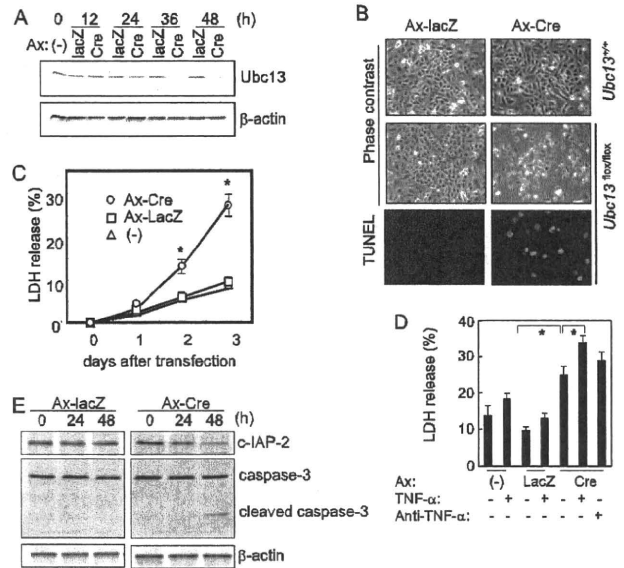 A
0 12 24 36 48 (h)
Ax: (-) lacZ Cre lacZ Cre lacZ Cre lacZ Cre
Ubc13
β-actin
B
Ax-lacZ Ax-Cre
Phase contrast
TUNEL
Ubc13+/+
Ubc13 flox/flox
C
LDH release (%)
30
20
10
0
Ax-Cre
Ax-LacZ
(-)
*
*
0 1 2 3
days after transfection
D
LDH release (%)
40
30
20
10
0
* *
Ax: (-) LacZ Cre
TNF-α: - + - + - + -
Anti-TNF-α: - - - - - - +
E
Ax-lacZ Ax-Cre
0 24 48 0 24 48 (h)
c-IAP-2
caspase-3
cleaved caspase-3
β-actin